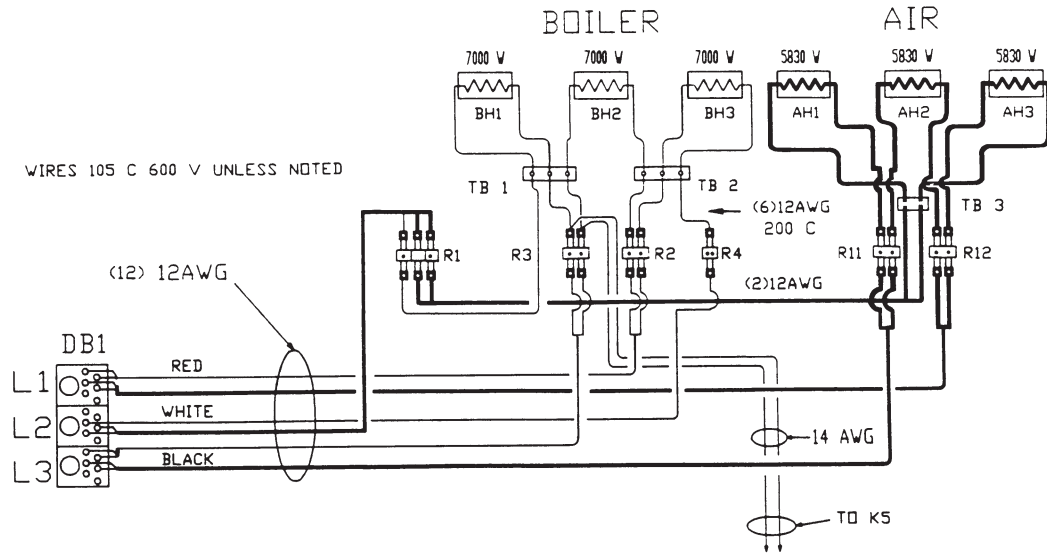 BOILER
AIR
7000 W
7000 W
7000 W
5830 W
5830 W
5830 W
BH1
BH2
BH3
AH1
AH2
AH3
WIRES 105 C 600 V UNLESS NOTED
TB 1
TB 2
TB 3
(6)12AWG
200 C
R1
R3
R2
R4
R11
R12
(12) 12AWG
(2)12AWG
DB1
RED
L1
WHITE
L2
BLACK
L3
14 AWG
TO K5